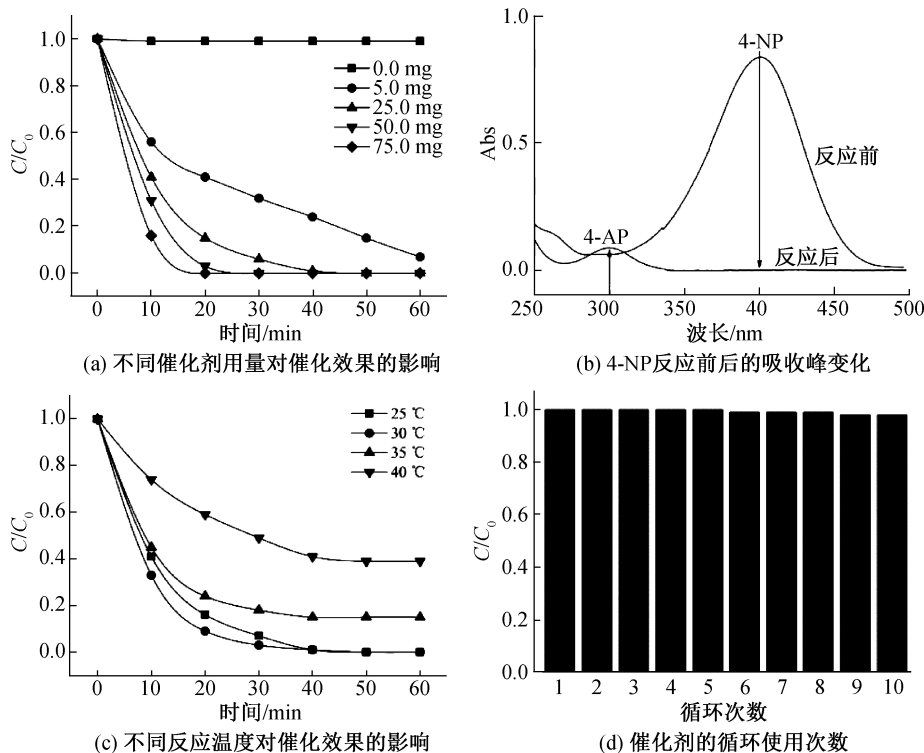 1.0
0.8
0.6
0.4
0.2
0.0
C/C0
0.0 mg
5.0 mg
25.0 mg
50.0 mg
75.0 mg
0 10 20 30 40 50 60
时间/min
(a) 不同催化剂用量对催化效果的影响
1.0
0.5
0.0
Abs
4-NP
反应前
4-AP
反应后
250 300 350 40 450 500
波长/nm
(b) 4-NP反应前后的吸收峰变化
1.0
0.8
0.6
0.4
0.2
0.0
C/C0
25 ℃
30 ℃
35 ℃
40 ℃
0 10 20 30 40 50 60
时间/min
(c) 不同反应温度对催化效果的影响
1.0
0.8
0.6
0.4
0.2
0.0
C/C0
1 2 3 4 5 6 7 8 9 10
循环次数
(d) 催化剂的循环使用次数